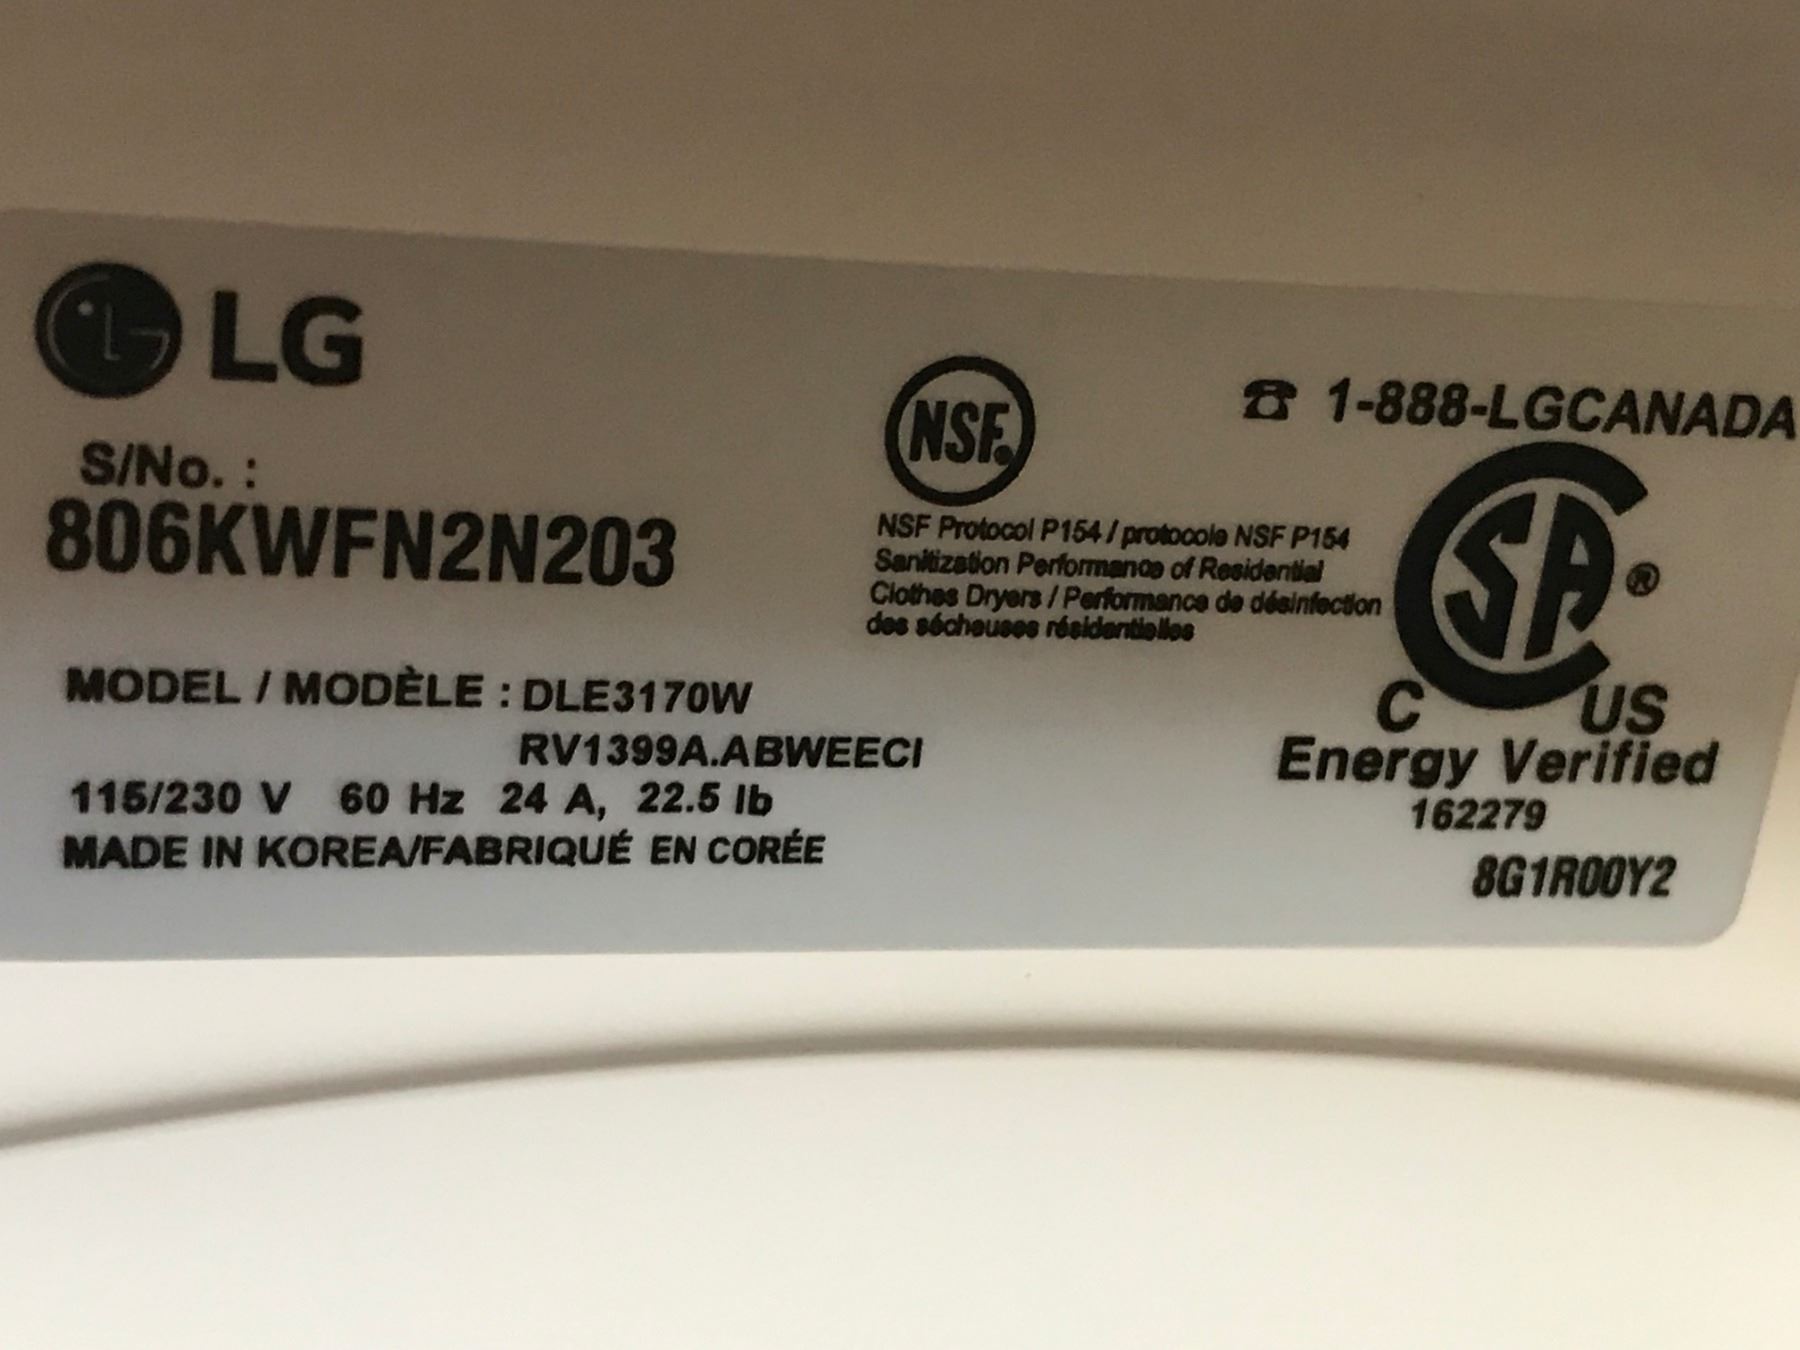 LG
S/No. :
806KWFN2N203
MODEL / MODÈLE : DLE3170W
RV1399A.ABWEECI
115/230 V 60 Hz 24 A, 22.5 lb
MADE IN KOREA/FABRIQUÉ EN CORÉE
NSF®
NSF Protocol P154 / protocole NSF P154
Sanitization Performance of Residential
Clothes Dryers / Performance de désinfection
des sécheuses résidentielles
☎ 1-888-LGCANADA
SA®
C US
Energy Verified
162279
8G1R00Y2